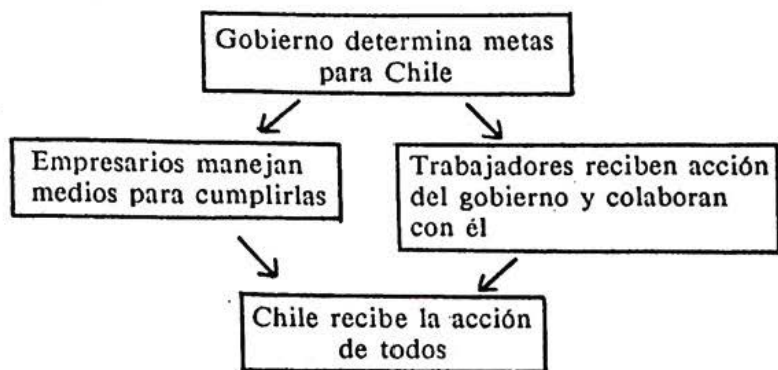 Gobierno determina metas
para Chile
Empresarios manejan
medios para cumplirlas
Trabajadores reciben acción
del gobierno y colaboran
con él
Chile recibe la acción
de todos